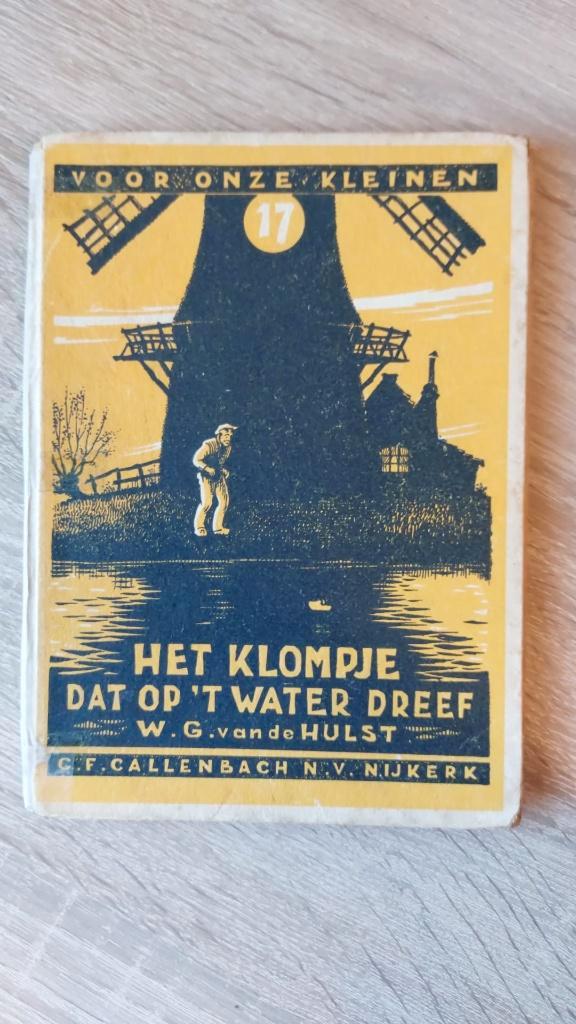 VOOR ONZE KLEINEN
17
HET KLOMPJE
DAT OP 'T WATER DREEF
W. G. van de HULST
C. F. CALLENBACH N. V. NIJKERK